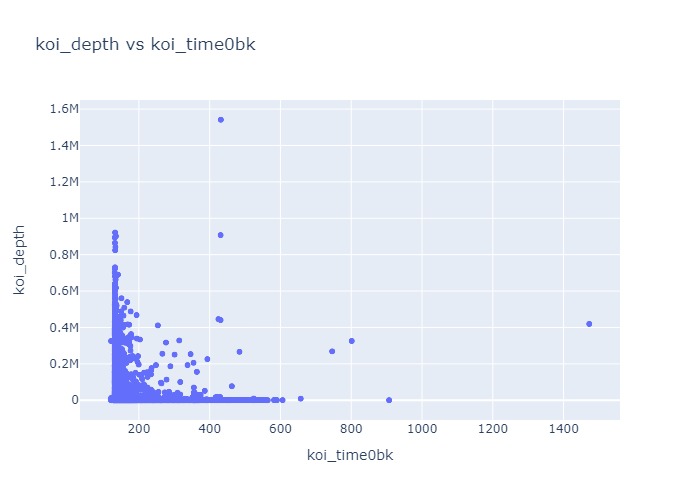 koi_depth vs koi_time0bk
1.6M
1.4M
1.2M
1M
0.8M
0.6M
0.4M
0.2M
0
koi_depth
200 400 600 800 1000 1200 1400
koi_time0bk